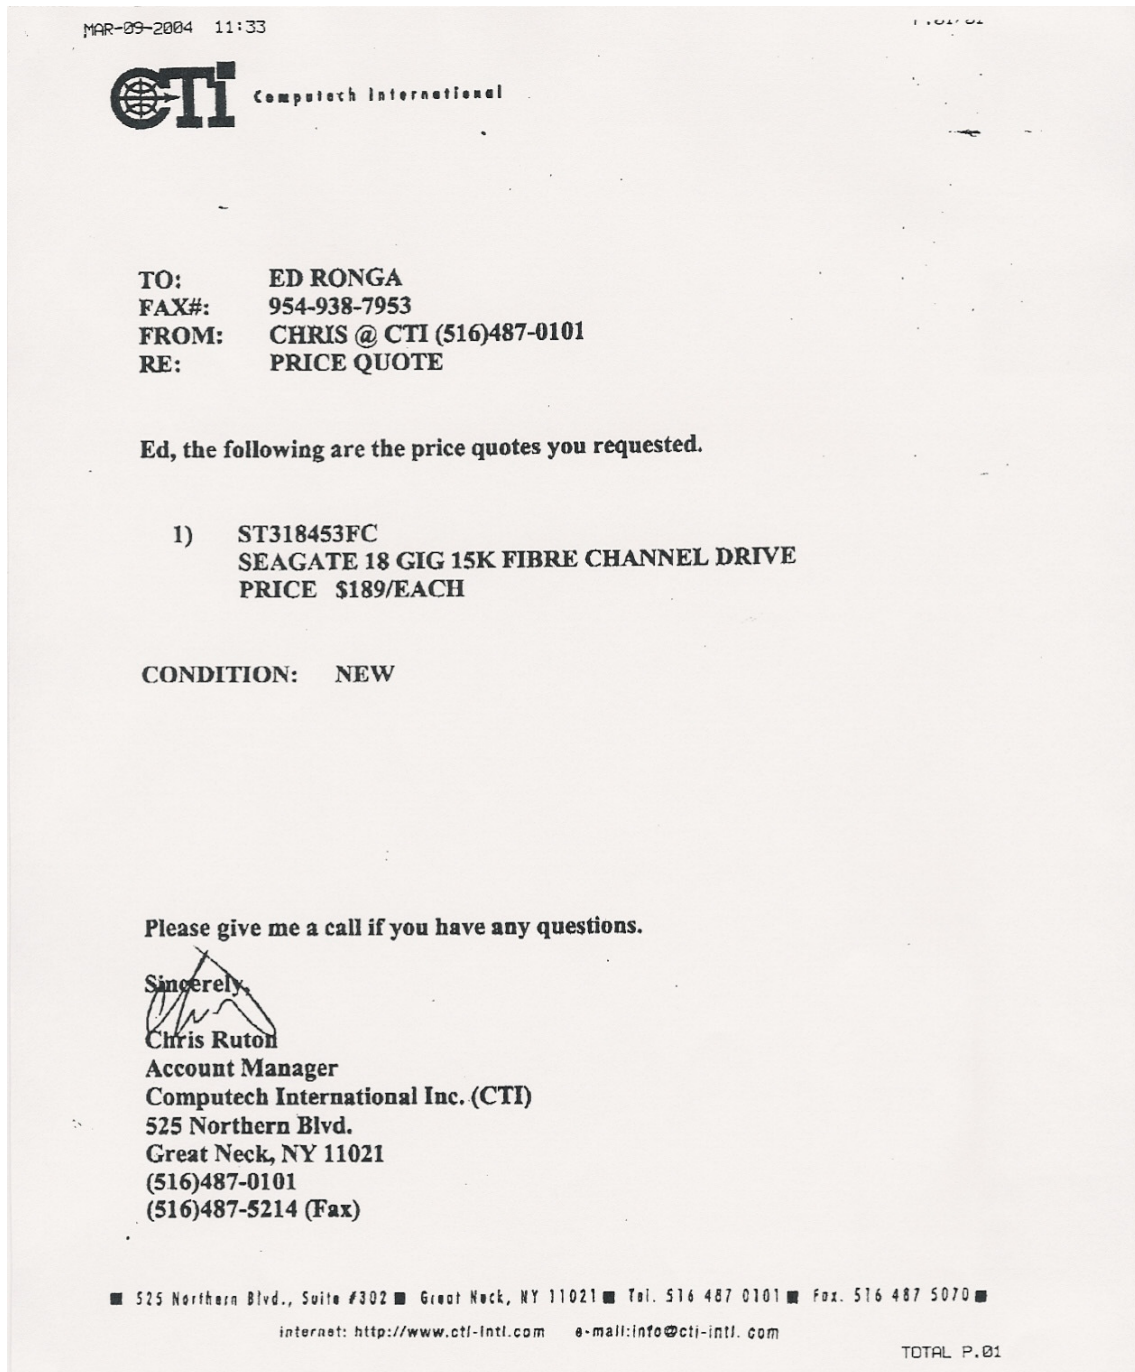 MAR-09-2004 11:33
CTI Computech International
TO: ED RONGA
FAX#: 954-938-7953
FROM: CHRIS @ CTI (516)487-0101
RE: PRICE QUOTE
Ed, the following are the price quotes you requested.
1) ST318453FC
SEAGATE 18 GIG 15K FIBRE CHANNEL DRIVE
PRICE $189/EACH
CONDITION: NEW
Please give me a call if you have any questions.
Sincerely,
Chris Ruton
Account Manager
Computech International Inc. (CTI)
525 Northern Blvd.
Great Neck, NY 11021
(516)487-0101
(516)487-5214 (Fax)
■ 525 Northern Blvd., Suite #302 ■ Great Neck, NY 11021 ■ Tel. 516 487 0101 ■ Fax. 516 487 5070 ■
internet: http://www.cti-intl.com e-mail:info@cti-intl. com
TOTAL P.01